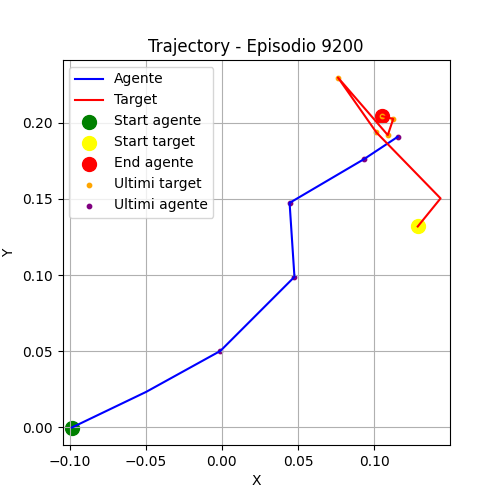 Trajectory - Episodio 9200
Agente
Target
Start agente
Start target
End agente
Ultimi target
Ultimi agente
0.20
0.15
0.10
0.05
0.00
Y
−0.10
−0.05
0.00
0.05
0.10
X